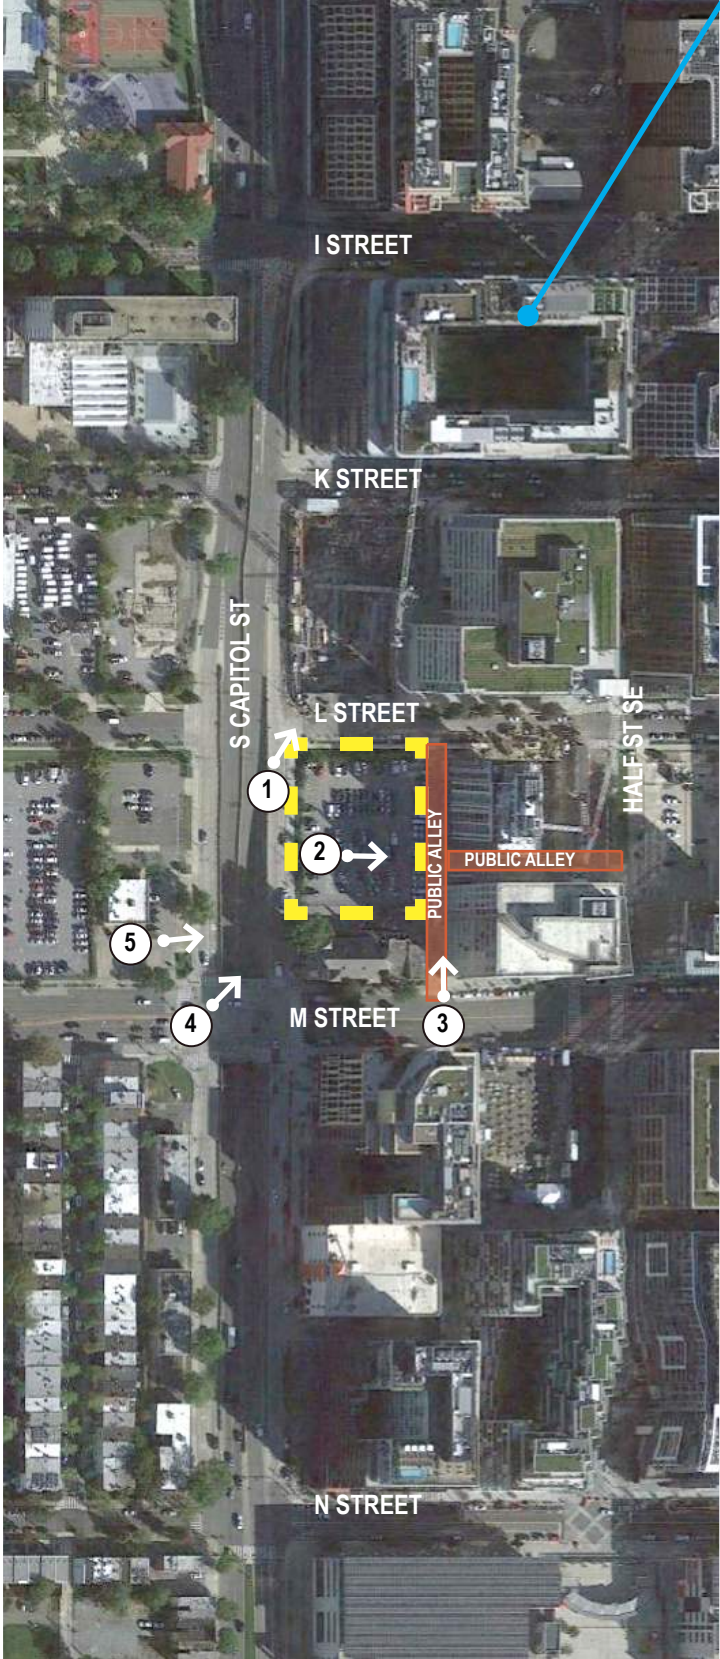 I STREET
K STREET
S CAPITOL ST
L STREET
HALF ST SE
1
2
PUBLIC ALLEY
PUBLIC ALLEY
5
4
M STREET
3
N STREET